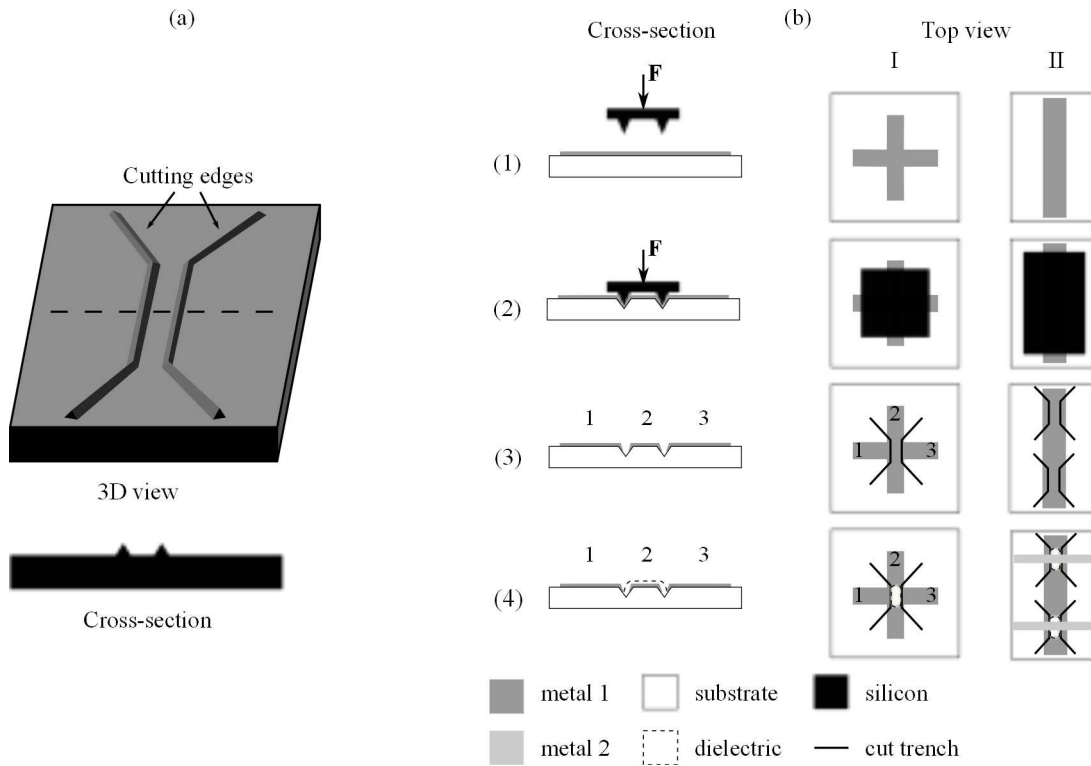 (a)
Cutting edges
3D view
Cross-section
(b)
Cross-section
Top view
I
II
F
(1)
F
(2)
(3)
1 2 3
2
1 3
(4)
1 2 3
2
1 3
metal 1
substrate
silicon
metal 2
dielectric
cut trench